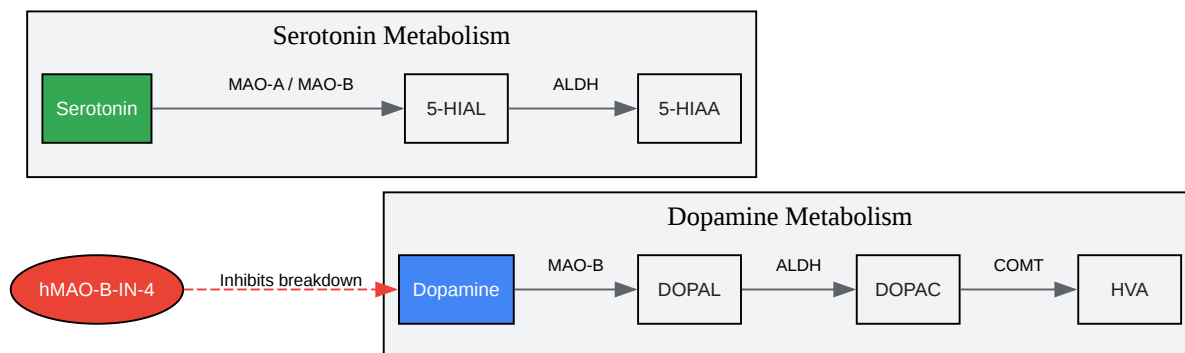 Serotonin Metabolism
MAO-A / MAO-B
ALDH
Serotonin
5-HIAL
5-HIAA
Dopamine Metabolism
MAO-B
ALDH
COMT
hMAO-B-IN-4
Inhibits breakdown
Dopamine
DOPAL
DOPAC
HVA